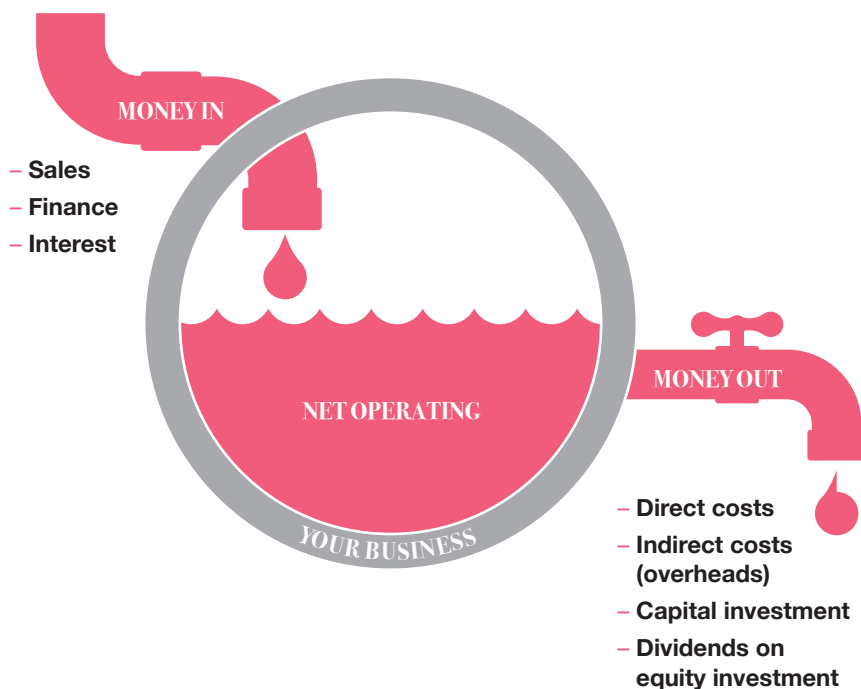 MONEY IN
– Sales
– Finance
– Interest
NET OPERATING
YOUR BUSINESS
MONEY OUT
– Direct costs
– Indirect costs
(overheads)
– Capital investment
– Dividends on
equity investment